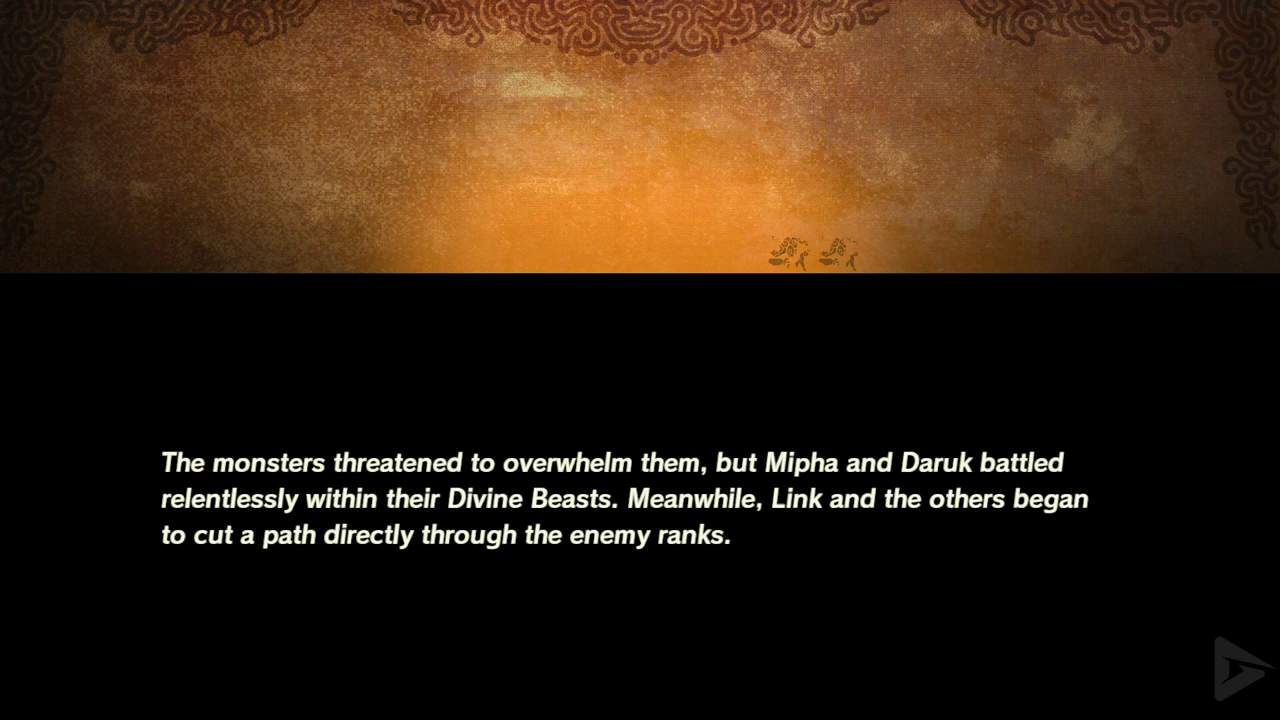 The monsters threatened to overwhelm them, but Mipha and Daruk battled
relentlessly within their Divine Beasts. Meanwhile, Link and the others began
to cut a path directly through the enemy ranks.